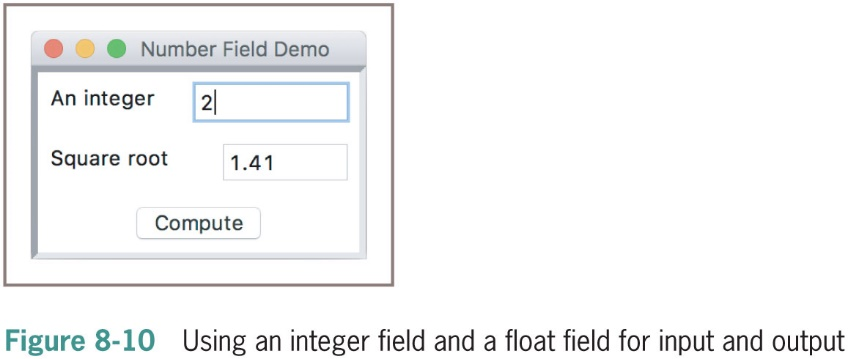 Number Field Demo
An integer 2
Square root 1.41
Compute
Figure 8-10 Using an integer field and a float field for input and output